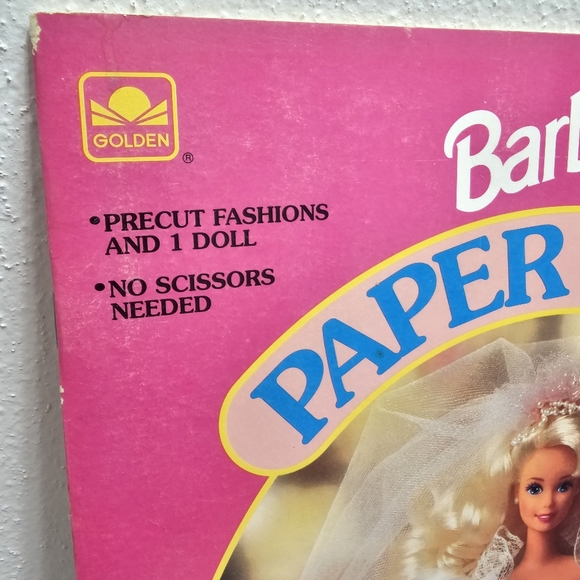 GOLDEN
®
Barb
• PRECUT FASHIONS
AND 1 DOLL
• NO SCISSORS
NEEDED
PAPER